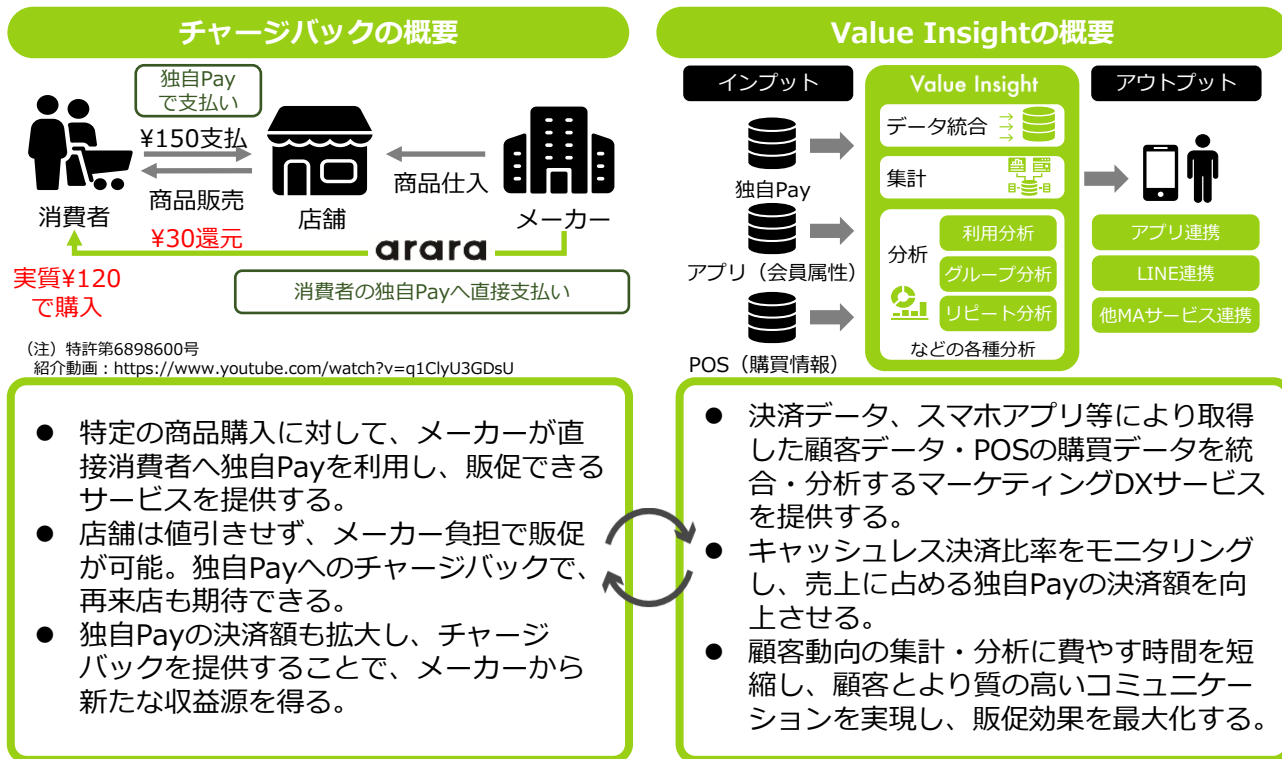 チャージバックの概要
独自Pay
で支払い
¥150支払
商品販売
¥30還元
商品仕入
消費者
店舗
メーカー
arara
実質¥120
で購入
消費者の独自Payへ直接支払い
（注）特許第6898600号
紹介動画：https://www.youtube.com/watch?v=q1ClyU3GDsU
● 特定の商品購入に対して、メーカーが直
接消費者へ独自Payを利用し、販促できる
サービスを提供する。
● 店舗は値引きせず、メーカー負担で販促
が可能。独自Payへのチャージバックで、
再来店も期待できる。
● 独自Payの決済額も拡大し、チャージ
バックを提供することで、メーカーから
新たな収益源を得る。
Value Insightの概要
インプット
Value Insight
アウトプット
独自Pay
アプリ（会員属性）
POS（購買情報）
データ統合
集計
分析
利用分析
グループ分析
リピート分析
などの各種分析
アプリ連携
LINE連携
他MAサービス連携
● 決済データ、スマホアプリ等により取得
した顧客データ・POSの購買データを統
合・分析するマーケティングDXサービス
を提供する。
● キャッシュレス決済比率をモニタリング
し、売上に占める独自Payの決済額を向
上させる。
● 顧客動向の集計・分析に費やす時間を短
縮し、顧客とより質の高いコミュニケー
ションを実現し、販促効果を最大化する。